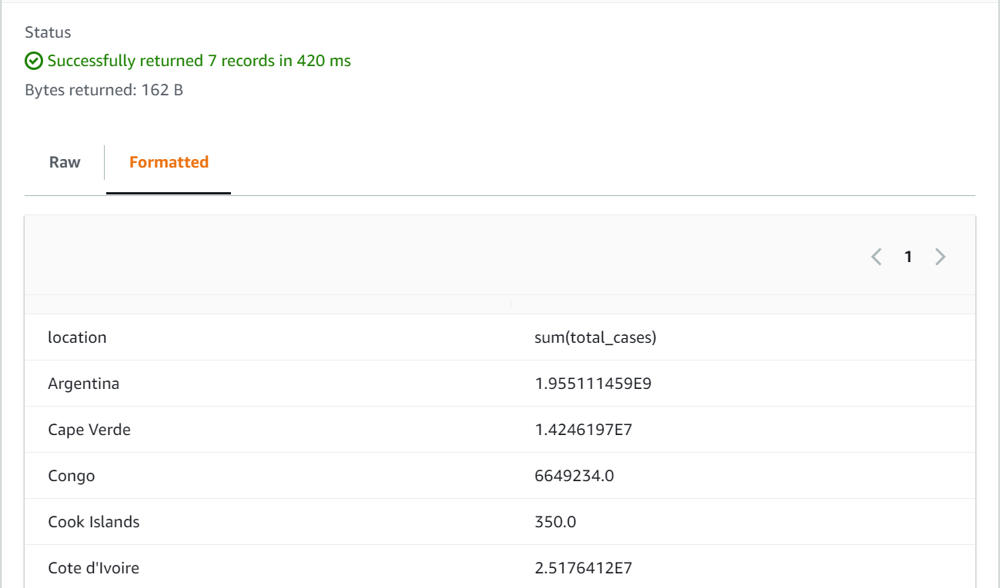 Status
Successfully returned 7 records in 420 ms
Bytes returned: 162 B
Raw Formatted
1
location sum(total_cases)
Argentina 1.955111459E9
Cape Verde 1.4246197E7
Congo 6649234.0
Cook Islands 350.0
Cote d'Ivoire 2.5176412E7